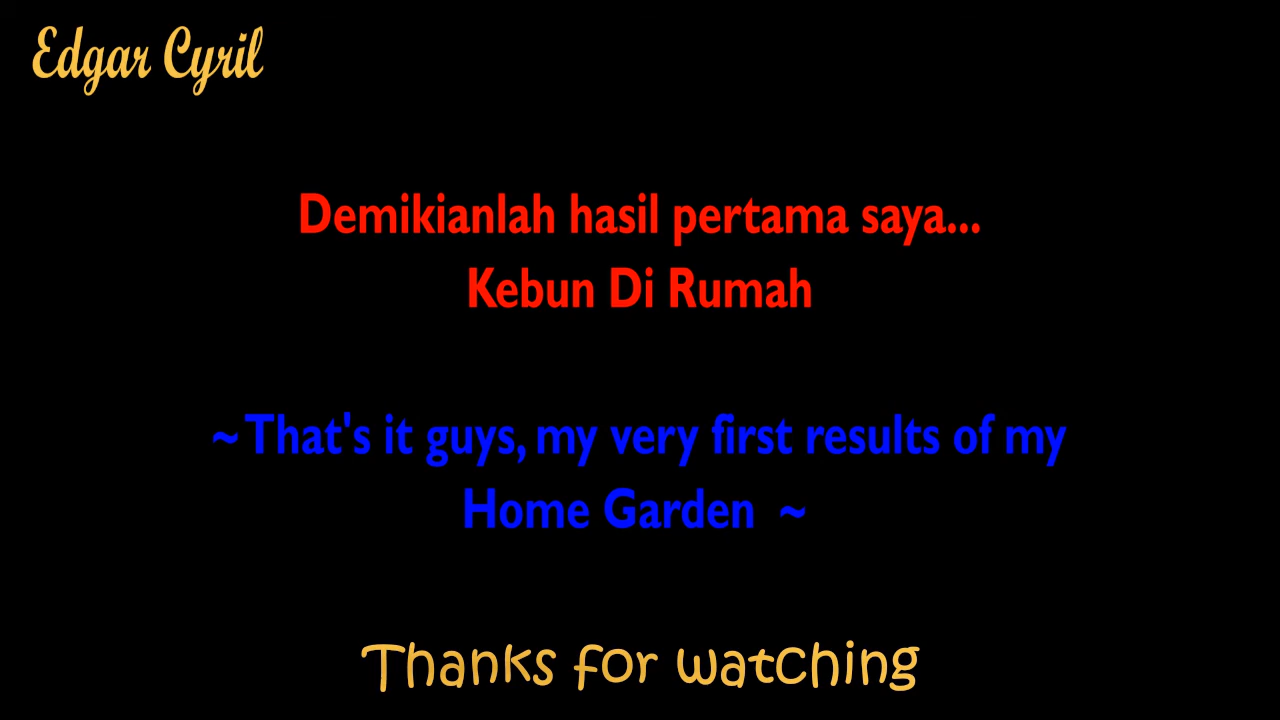 Edgar Cyril
Demikianlah hasil pertama saya...
Kebun Di Rumah
~That's it guys, my very first results of my
Home Garden ~
Thanks for watching